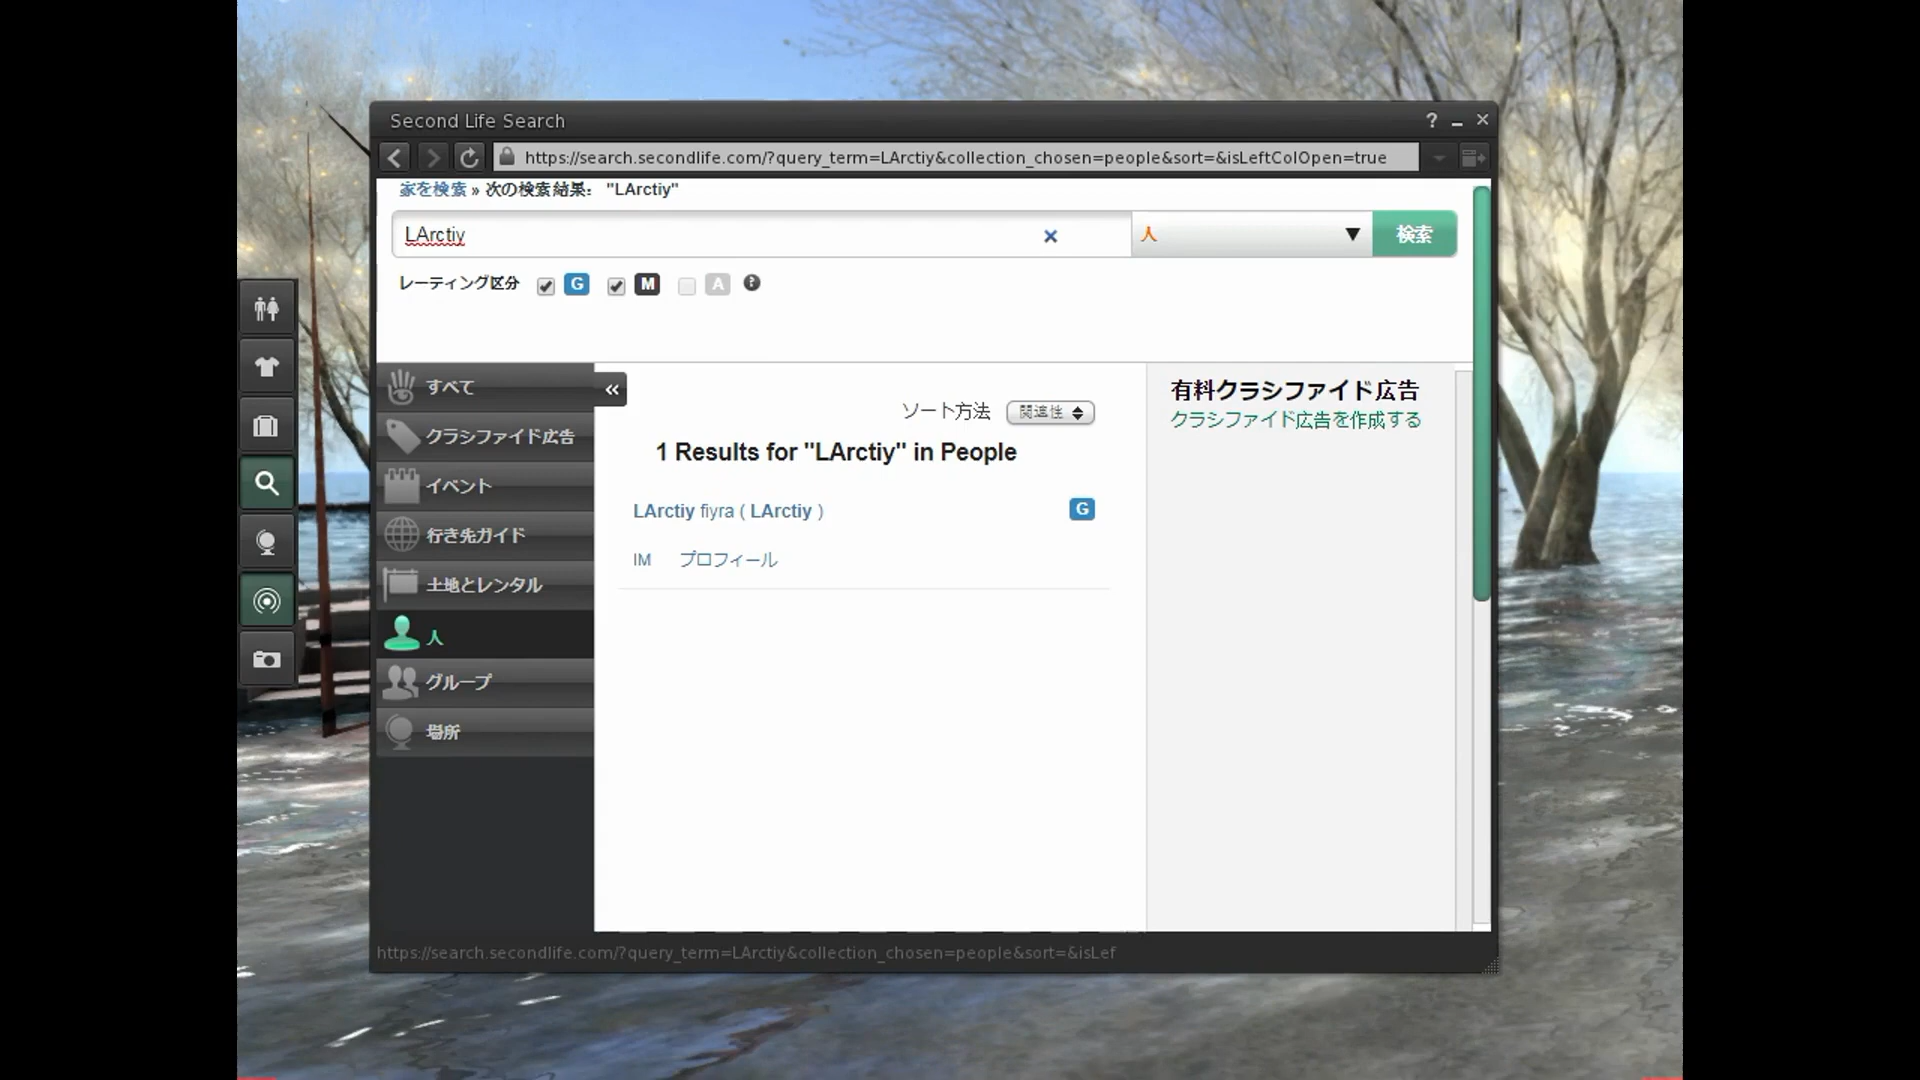 Second Life Search
https://search.secondlife.com/?query_term=LArctiy&collection_chosen=people&sort=&isLeftColOpen=true
家を検索 » 次の検索結果: "LArctiy"
LArctiy
人
検索
レーティング区分 G M A
すべて
クラシファイド広告
イベント
行き先ガイド
土地とレンタル
人
グループ
場所
ソート方法 関連性
1 Results for "LArctiy" in People
LArctiy fiyra ( LArctiy ) G
IM プロフィール
有料クラシファイド広告
クラシファイド広告を作成する
https://search.secondlife.com/?query_term=LArctiy&collection_chosen=people&sort=&isLef